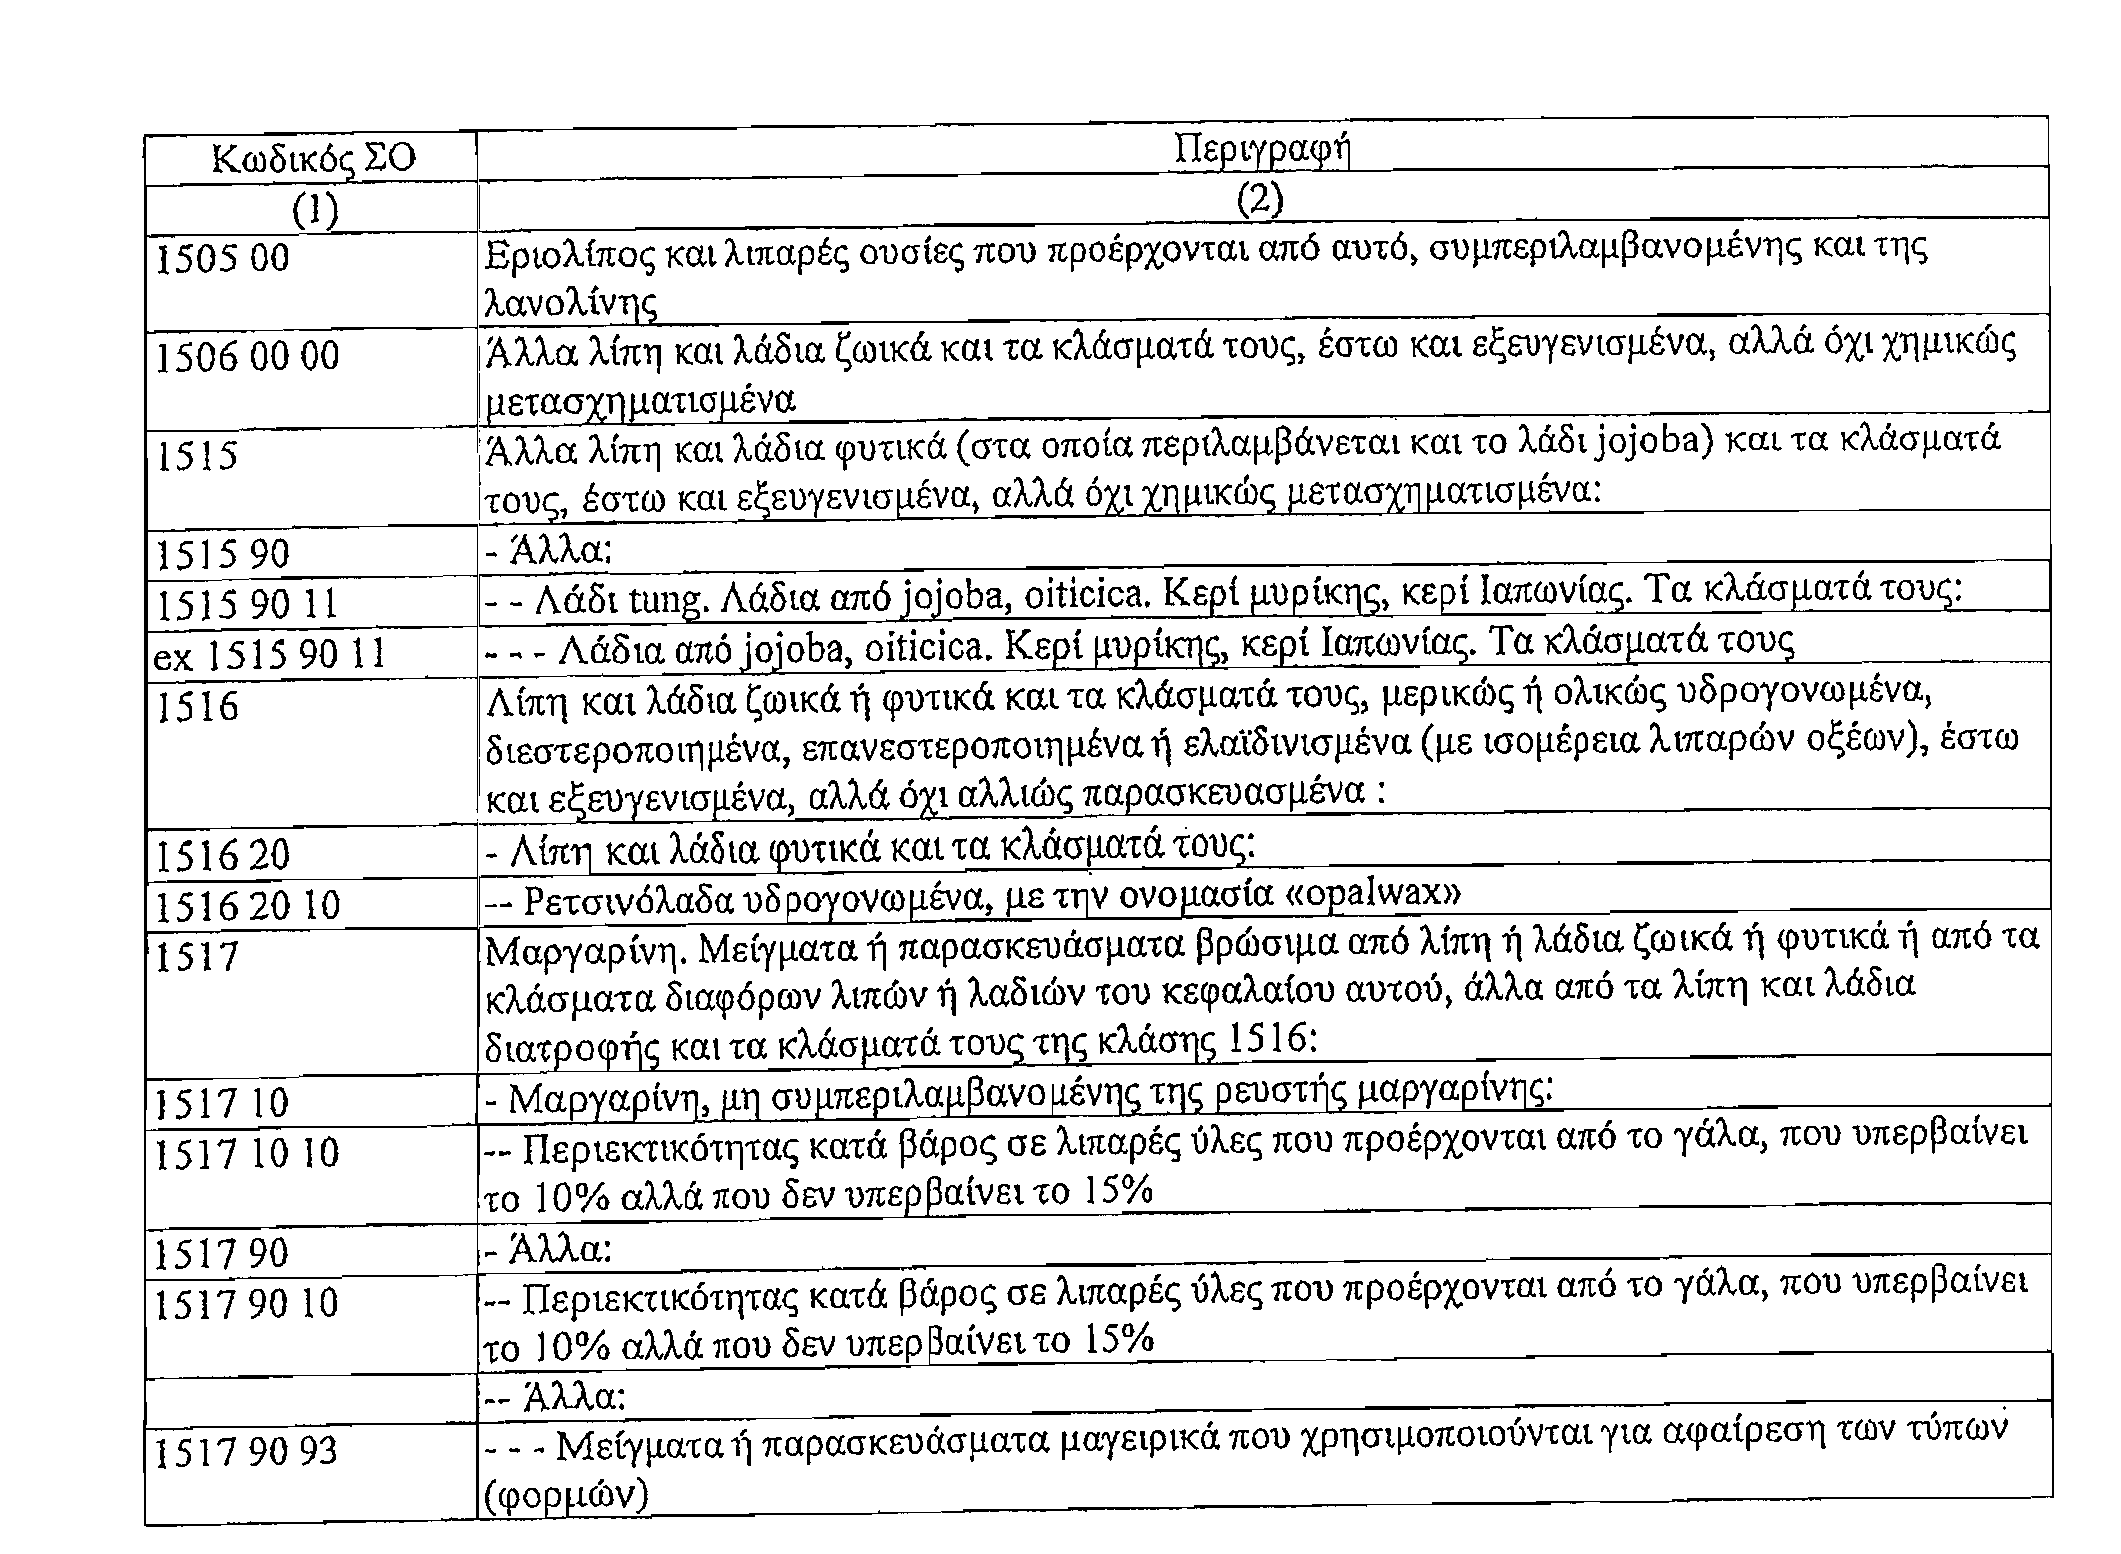 Κωδικός ΣΟ
Περιγραφή
(1)
(2)
1505 00
Εριολίπος και λιπαρές ουσίες που προέρχονται από αυτό, συμπεριλαμβανομένης και της
λανολίνης
1506 00 00
Άλλα λίπη και λάδια ζωικά και τα κλάσματά τους, έστω και εξευγενισμένα, αλλά όχι χημικώς
μετασχηματισμένα
1515
Άλλα λίπη και λάδια φυτικά (στα οποία περιλαμβάνεται και το λάδι jojoba) και τα κλάσματά
τους, έστω και εξευγενισμένα, αλλά όχι χημικώς μετασχηματισμένα:
1515 90
- Άλλα:
1515 90 11
- - Λάδι tung. Λάδια από jojoba, oiticica. Κερί μυρίκης, κερί Ιαπωνίας. Τα κλάσματά τους:
ex 1515 90 11
- - - Λάδια από jojoba, oiticica. Κερί μυρίκης, κερί Ιαπωνίας. Τα κλάσματά τους
1516
Λίπη και λάδια ζωικά ή φυτικά και τα κλάσματά τους, μερικώς ή ολικώς υδρογονωμένα,
διεστεροποιημένα, επανεστεροποιημένα ή ελαϊδινισμένα (με ισομέρεια λιπαρών οξέων), έστω
και εξευγενισμένα, αλλά όχι αλλιώς παρασκευασμένα :
1516 20
- Λίπη και λάδια φυτικά και τα κλάσματά τους:
1516 20 10
-- Ρετσινόλαδα υδρογονωμένα, με την ονομασία «opalwax»
1517
Μαργαρίνη. Μείγματα ή παρασκευάσματα βρώσιμα από λίπη ή λάδια ζωικά ή φυτικά ή από τα
κλάσματα διαφόρων λιπών ή λαδιών του κεφαλαίου αυτού, άλλα από τα λίπη και λάδια
διατροφής και τα κλάσματά τους της κλάσης 1516:
1517 10
- Μαργαρίνη, μη συμπεριλαμβανομένης της ρευστής μαργαρίνης:
1517 10 10
-- Περιεκτικότητας κατά βάρος σε λιπαρές ύλες που προέρχονται από το γάλα, που υπερβαίνει
το 10% αλλά που δεν υπερβαίνει το 15%
1517 90
- Άλλα:
1517 90 10
-- Περιεκτικότητας κατά βάρος σε λιπαρές ύλες που προέρχονται από το γάλα, που υπερβαίνει
το 10% αλλά που δεν υπερβαίνει το 15%
-- Άλλα:
1517 90 93
- - - Μείγματα ή παρασκευάσματα μαγειρικά που χρησιμοποιούνται για αφαίρεση των τύπων
(φορμών)